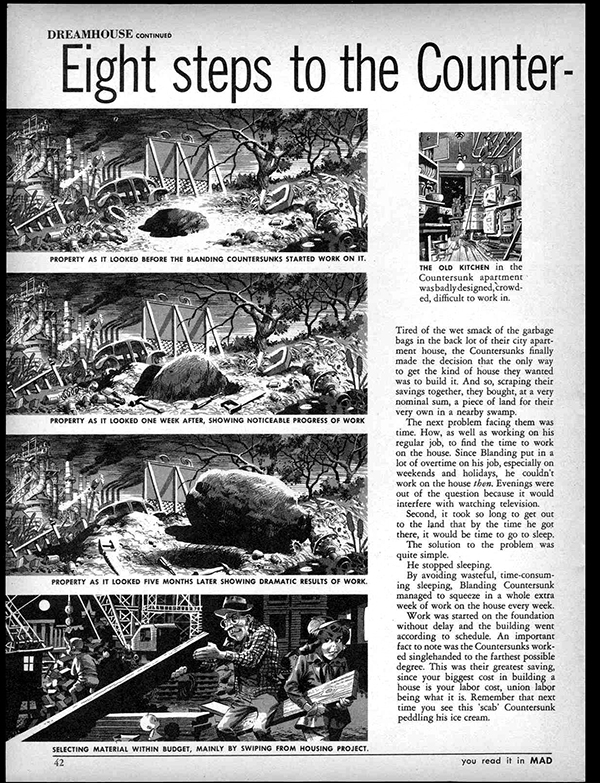 DREAMHOUSE CONTINUED
Eight steps to the Counter-
PROPERTY AS IT LOOKED BEFORE THE BLANDING COUNTERSUNKS STARTED WORK ON IT.
PROPERTY AS IT LOOKED ONE WEEK AFTER, SHOWING NOTICEABLE PROGRESS OF WORK
PROPERTY AS IT LOOKED FIVE MONTHS LATER SHOWING DRAMATIC RESULTS OF WORK.
SELECTING MATERIAL WITHIN BUDGET, MAINLY BY SWIPING FROM HOUSING PROJECT.
THE OLD KITCHEN in the
Countersunk apartment
was badly designed, crowd-
ed, difficult to work in.
Tired of the wet smack of the garbage
bags in the back lot of their city apart-
ment house, the Countersunks finally
made the decision that the only way
to get the kind of house they wanted
was to build it. And so, scraping their
savings together, they bought, at a very
nominal sum, a piece of land for their
very own in a nearby swamp.
The next problem facing them was
time. How, as well as working on his
regular job, to find the time to work
on the house. Since Blanding put in a
lot of overtime on his job, especially on
weekends and holidays, he couldn't
work on the house then. Evenings were
out of the question because it would
interfere with watching television.
Second, it took so long to get out
to the land that by the time he got
there, it would be time to go to sleep.
The solution to the problem was
quite simple.
He stopped sleeping.
By avoiding wasteful, time-consum-
ing sleeping, Blanding Countersunk
managed to squeeze in a whole extra
week of work on the house every week.
Work was started on the foundation
without delay and the building went
according to schedule. An important
fact to note was the Countersunks work-
ed singlehanded to the farthest possible
degree. This was their greatest saving,
since your biggest cost in building a
house is your labor cost, union labor
being what it is. Remember that next
time you see this 'scab' Countersunk
peddling his ice cream.
42
you read it in MAD